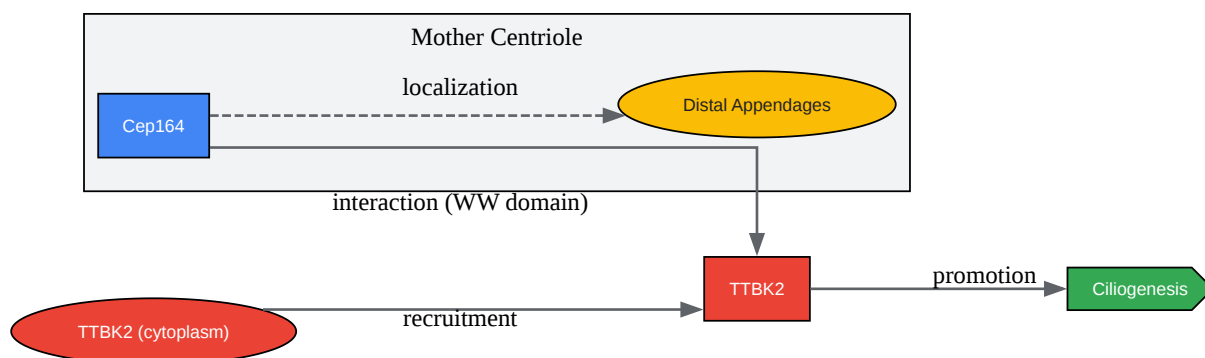 Mother Centriole
localization
Cep164
Distal Appendages
interaction (WW domain)
TTBK2
promotion
Ciliogenesis
TTBK2 (cytoplasm)
recruitment